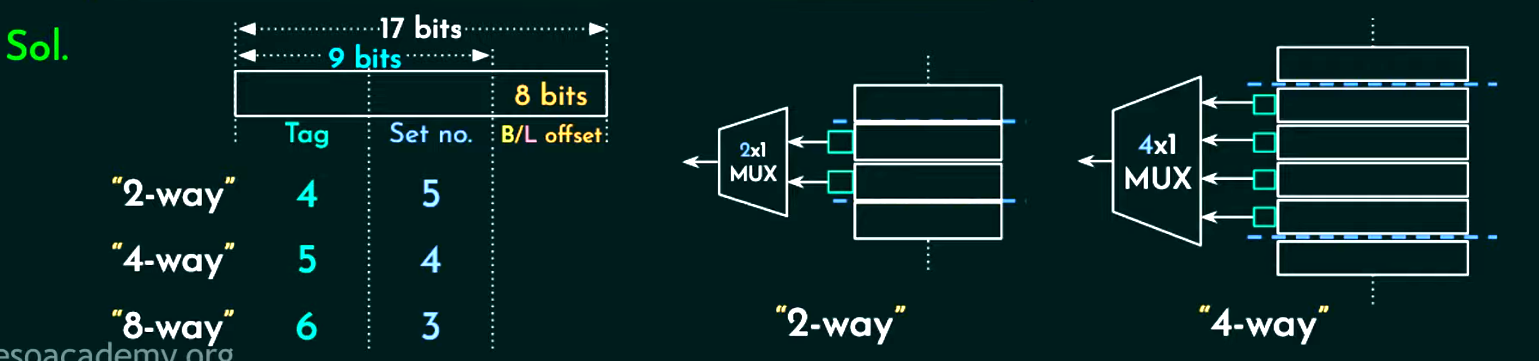 Sol.
17 bits
9 bits
8 bits
Tag Set no. B/L offset
"2-way" 4 5
"4-way" 5 4
"8-way" 6 3
2x1
MUX
"2-way"
4x1
MUX
"4-way"
esoacademy.org